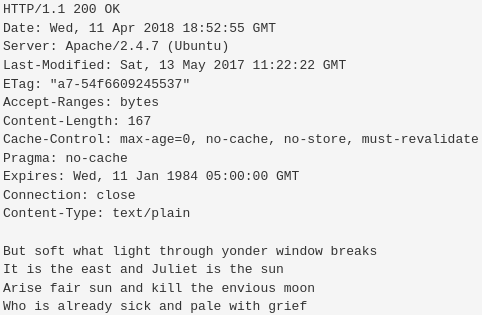 HTTP/1.1 200 OK
Date: Wed, 11 Apr 2018 18:52:55 GMT
Server: Apache/2.4.7 (Ubuntu)
Last-Modified: Sat, 13 May 2017 11:22:22 GMT
ETag: "a7-54f6609245537"
Accept-Ranges: bytes
Content-Length: 167
Cache-Control: max-age=0, no-cache, no-store, must-revalidate
Pragma: no-cache
Expires: Wed, 11 Jan 1984 05:00:00 GMT
Connection: close
Content-Type: text/plain

But soft what light through yonder window breaks
It is the east and Juliet is the sun
Arise fair sun and kill the envious moon
Who is already sick and pale with grief